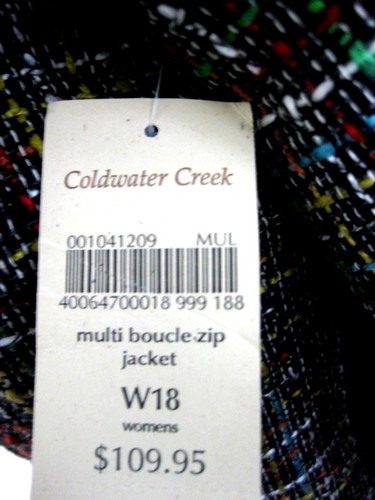 Coldwater Creek
001041209 MUL
40064700018 999 188
multi boucle zip
jacket
W18
womens
$109.95